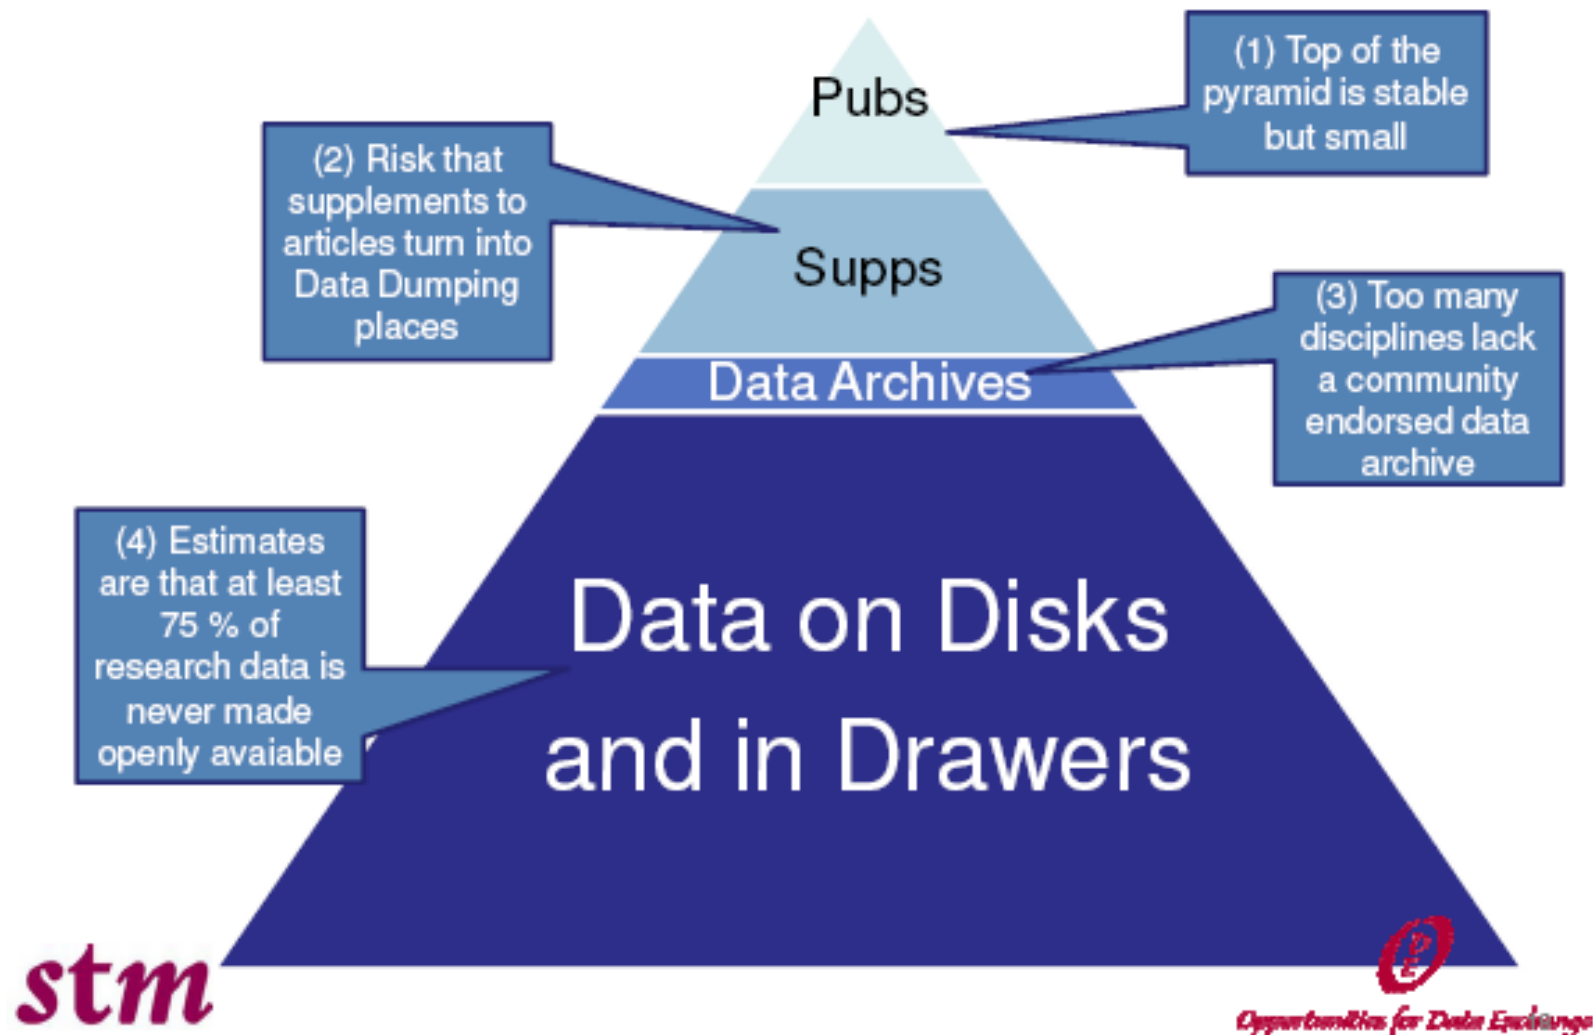 Pubs
(1) Top of the
pyramid is stable
but small
(2) Risk that
supplements to
articles turn into
Data Dumping
places
Supps
(3) Too many
disciplines lack
a community
endorsed data
archive
Data Archives
(4) Estimates
are that at least
75 % of
research data is
never made
openly avaiable
Data on Disks
and in Drawers
stm
Opportunities for Data Exchange